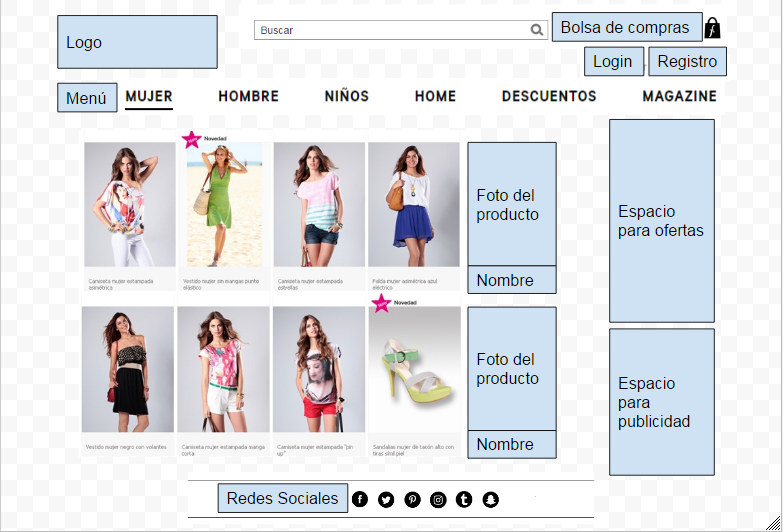 Logo
Buscar
Bolsa de compras
Login
Registro
Menú
MUJER
HOMBRE
NIÑOS
HOME
DESCUENTOS
MAGAZINE
Novedad
Camiseta mujer estampada
asimétrica
Vestido mujer sin mangas punto
elástico
Camiseta mujer estampada
estrellas
Falda mujer asimétrica azul
eléctrico
Foto del
producto
Nombre
Espacio
para ofertas
Novedad
Vestido mujer negro con volantes
Camiseta mujer estampada manga
corta
Camiseta mujer estampada "pin
up"
Sandalias mujer de tacón alto con
tiras símil piel
Foto del
producto
Nombre
Espacio
para
publicidad
Redes Sociales